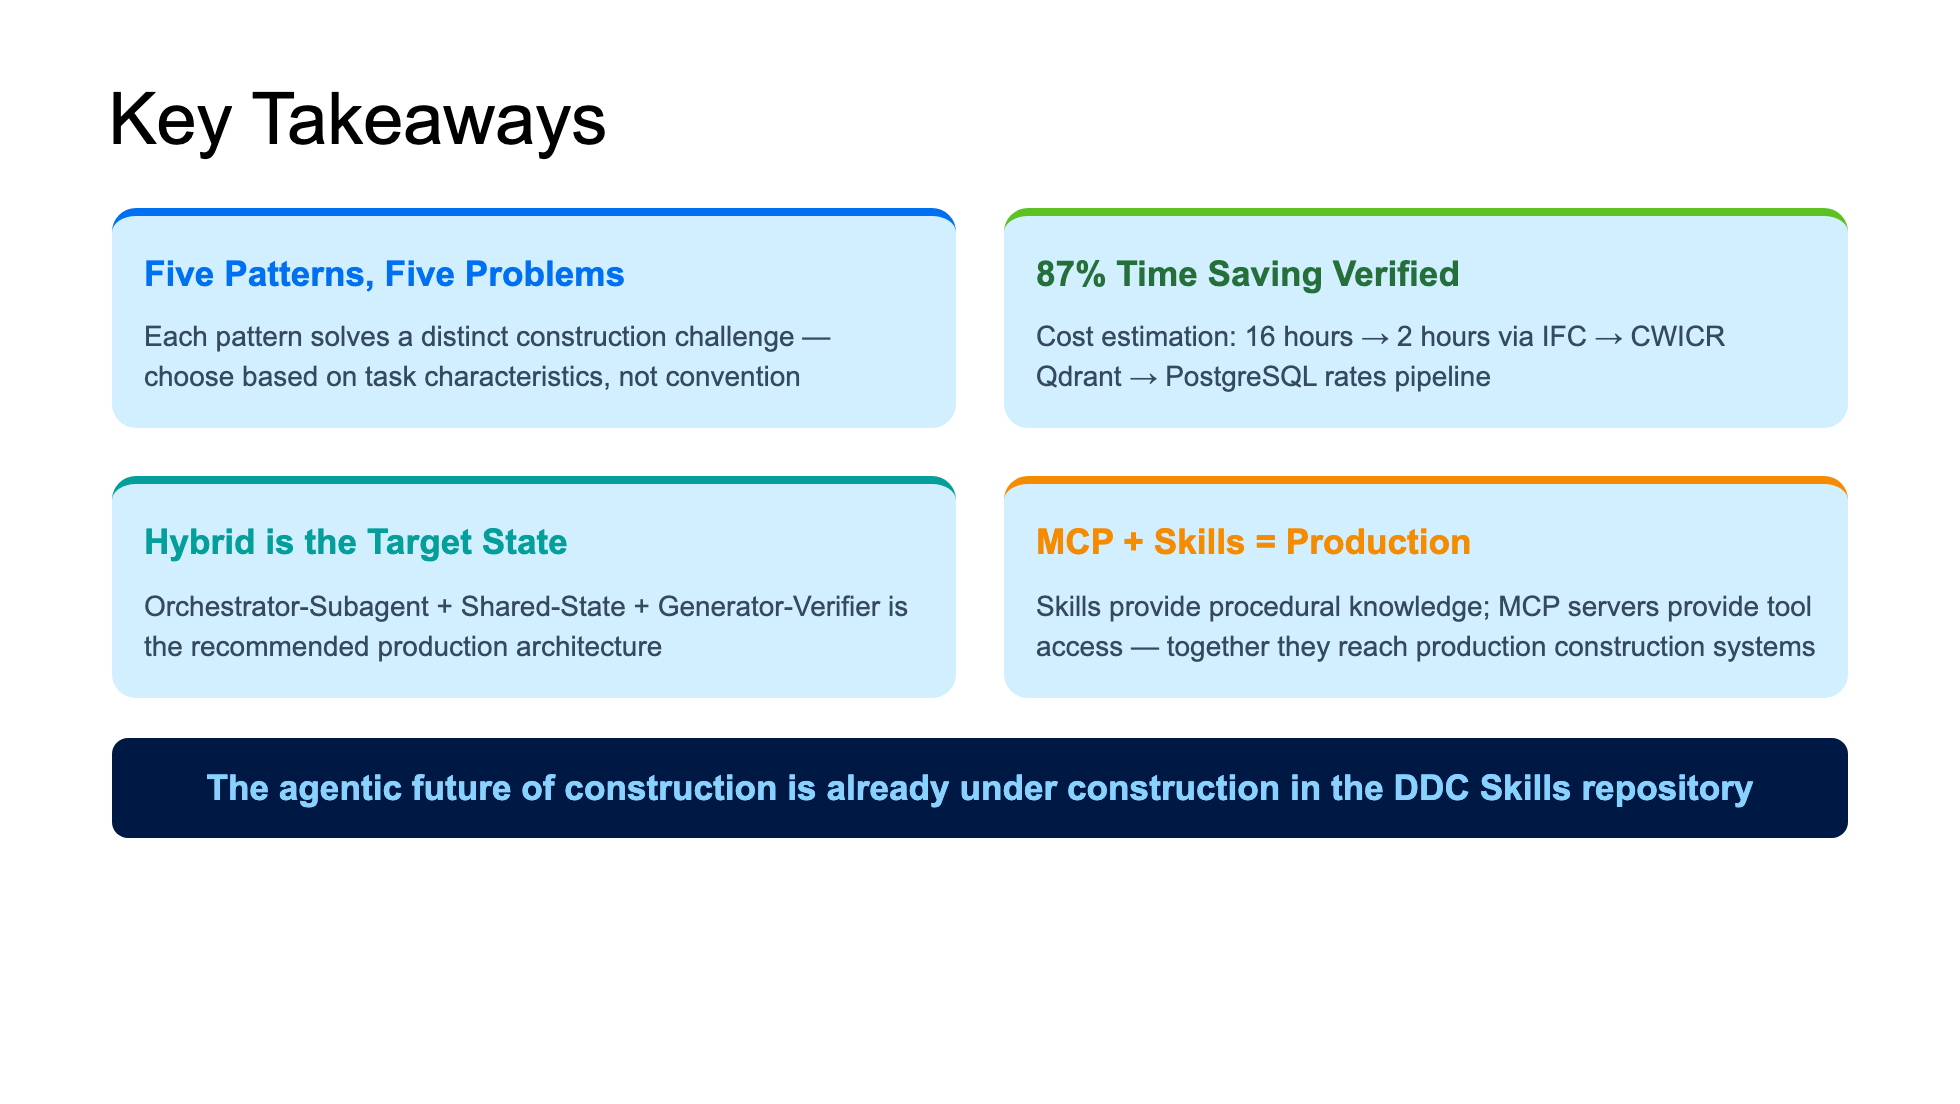 Key Takeaways
Five Patterns, Five Problems
Each pattern solves a distinct construction challenge —
choose based on task characteristics, not convention
87% Time Saving Verified
Cost estimation: 16 hours → 2 hours via IFC → CWICR
Qdrant → PostgreSQL rates pipeline
Hybrid is the Target State
Orchestrator-Subagent + Shared-State + Generator-Verifier is
the recommended production architecture
MCP + Skills = Production
Skills provide procedural knowledge; MCP servers provide tool
access — together they reach production construction systems
The agentic future of construction is already under construction in the DDC Skills repository